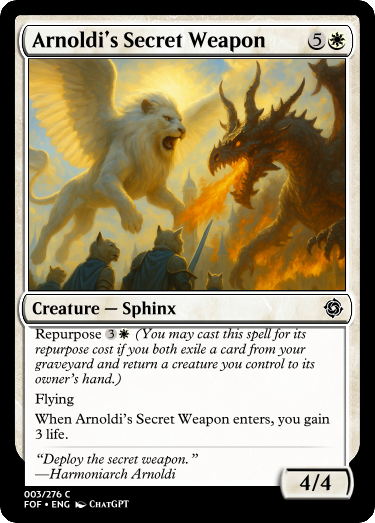 Arnoldi's Secret Weapon 5
Creature — Sphinx
Repurpose 3 (You may cast this spell for its
repurpose cost if you both exile a card from your
graveyard and return a creature you control to its
owner's hand.)
Flying
When Arnoldi's Secret Weapon enters, you gain
3 life.
“Deploy the secret weapon.”
—Harmoniarch Arnoldi
4/4
003/276 C
FOF • ENG ChatGPT